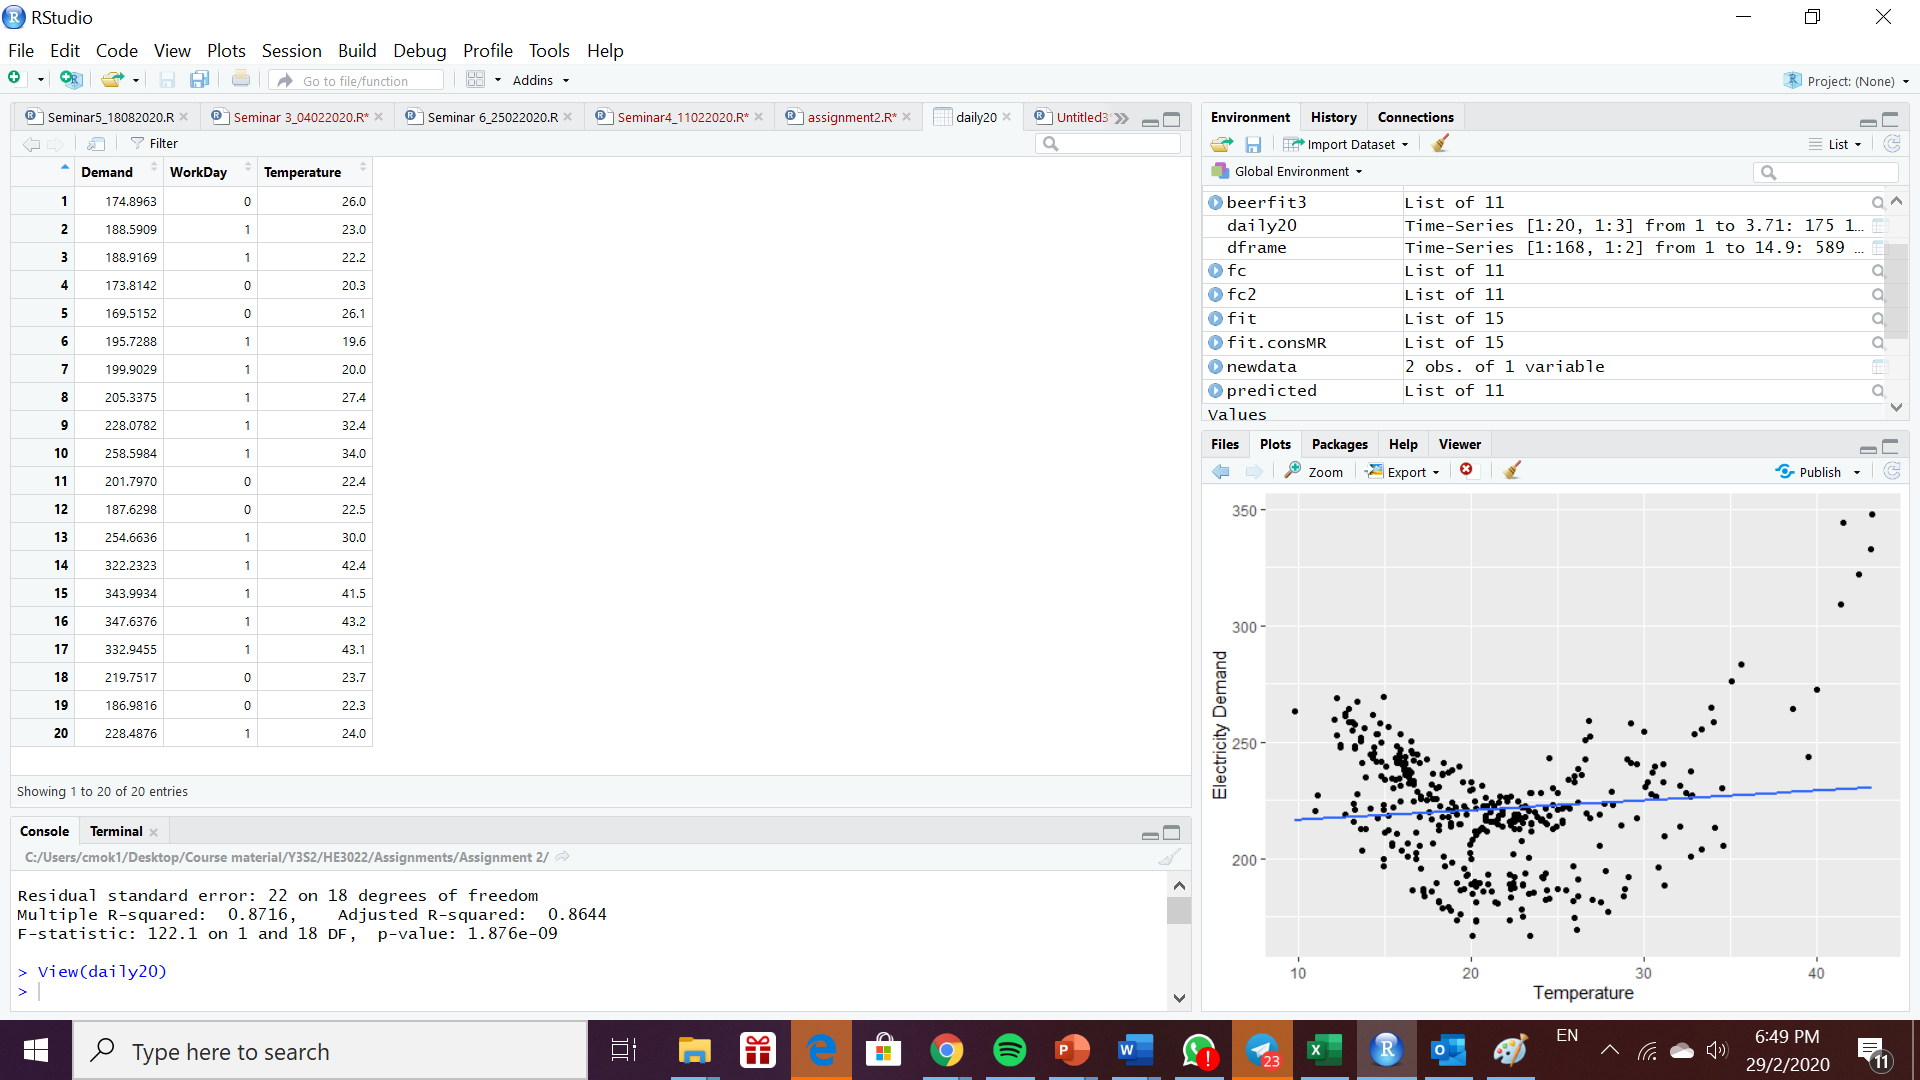 RStudio
File Edit Code View Plots Session Build Debug Profile Tools Help
Go to file/function Addins Project: (None)
Seminar5_18082020.R Seminar 3_04022020.R* Seminar 6_25022020.R Seminar4_11022020.R* assignment2.R* daily20 Untitled3
Filter
Demand WorkDay Temperature
1 174.8963 0 26.0
2 188.5909 1 23.0
3 188.9169 1 22.2
4 173.8142 0 20.3
5 169.5152 0 26.1
6 195.7288 1 19.6
7 199.9029 1 20.0
8 205.3375 1 27.4
9 228.0782 1 32.4
10 258.5984 1 34.0
11 201.7970 0 22.4
12 187.6298 0 22.5
13 254.6636 1 30.0
14 322.2323 1 42.4
15 343.9934 1 41.5
16 347.6376 1 43.2
17 332.9455 1 43.1
18 219.7517 0 23.7
19 186.9816 0 22.3
20 228.4876 1 24.0
Showing 1 to 20 of 20 entries
Console Terminal
C:/Users/cmok1/Desktop/Course material/Y3S2/HE3022/Assignments/Assignment 2/
Residual standard error: 22 on 18 degrees of freedom
Multiple R-squared: 0.8716, Adjusted R-squared: 0.8644
F-statistic: 122.1 on 1 and 18 DF, p-value: 1.876e-09
> View(daily20)
>
Environment History Connections
Import Dataset List
Global Environment
beerfit3 List of 11
daily20 Time-Series [1:20, 1:3] from 1 to 3.71: 175 1…
dframe Time-Series [1:168, 1:2] from 1 to 14.9: 589 …
fc List of 11
fc2 List of 11
fit List of 15
fit.consMR List of 15
newdata 2 obs. of 1 variable
predicted List of 11
Values
Files Plots Packages Help Viewer
Zoom Export Publish
Electricity Demand
350
300
250
200
10 20 30 40
Temperature
Type here to search
23
EN
6:49 PM
29/2/2020
11